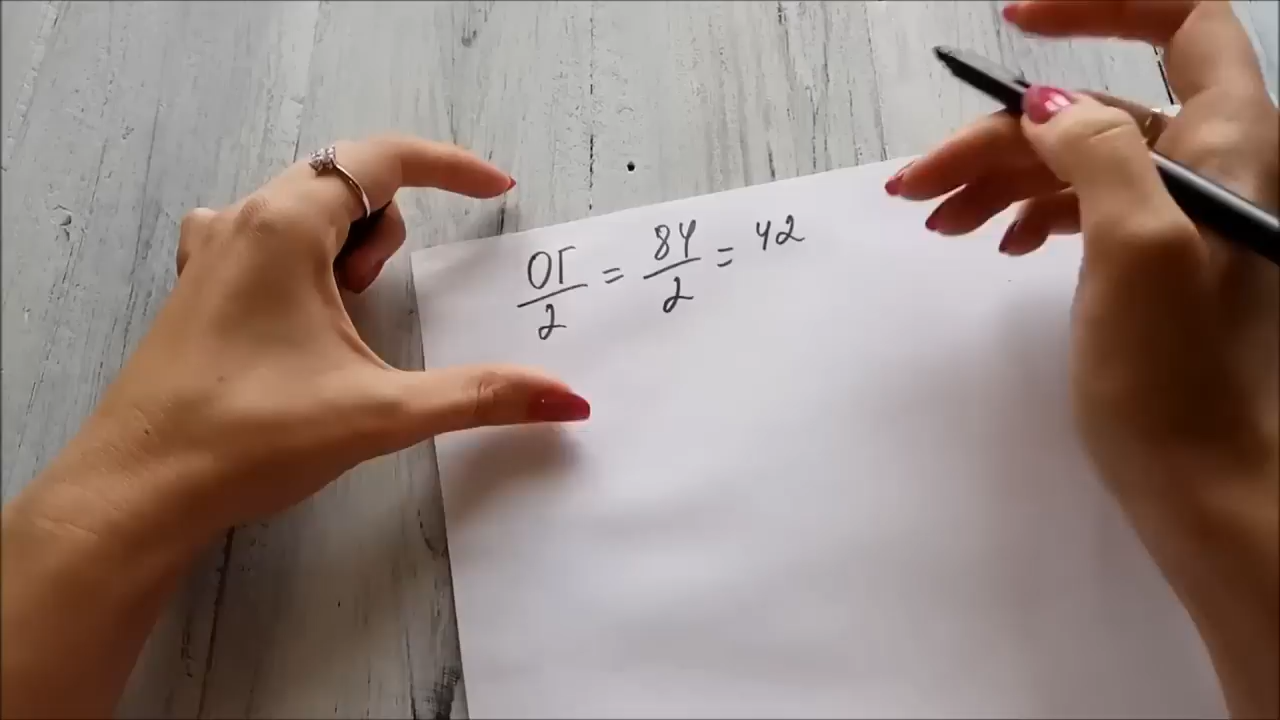 ОГ/2 = 84/2 = 42